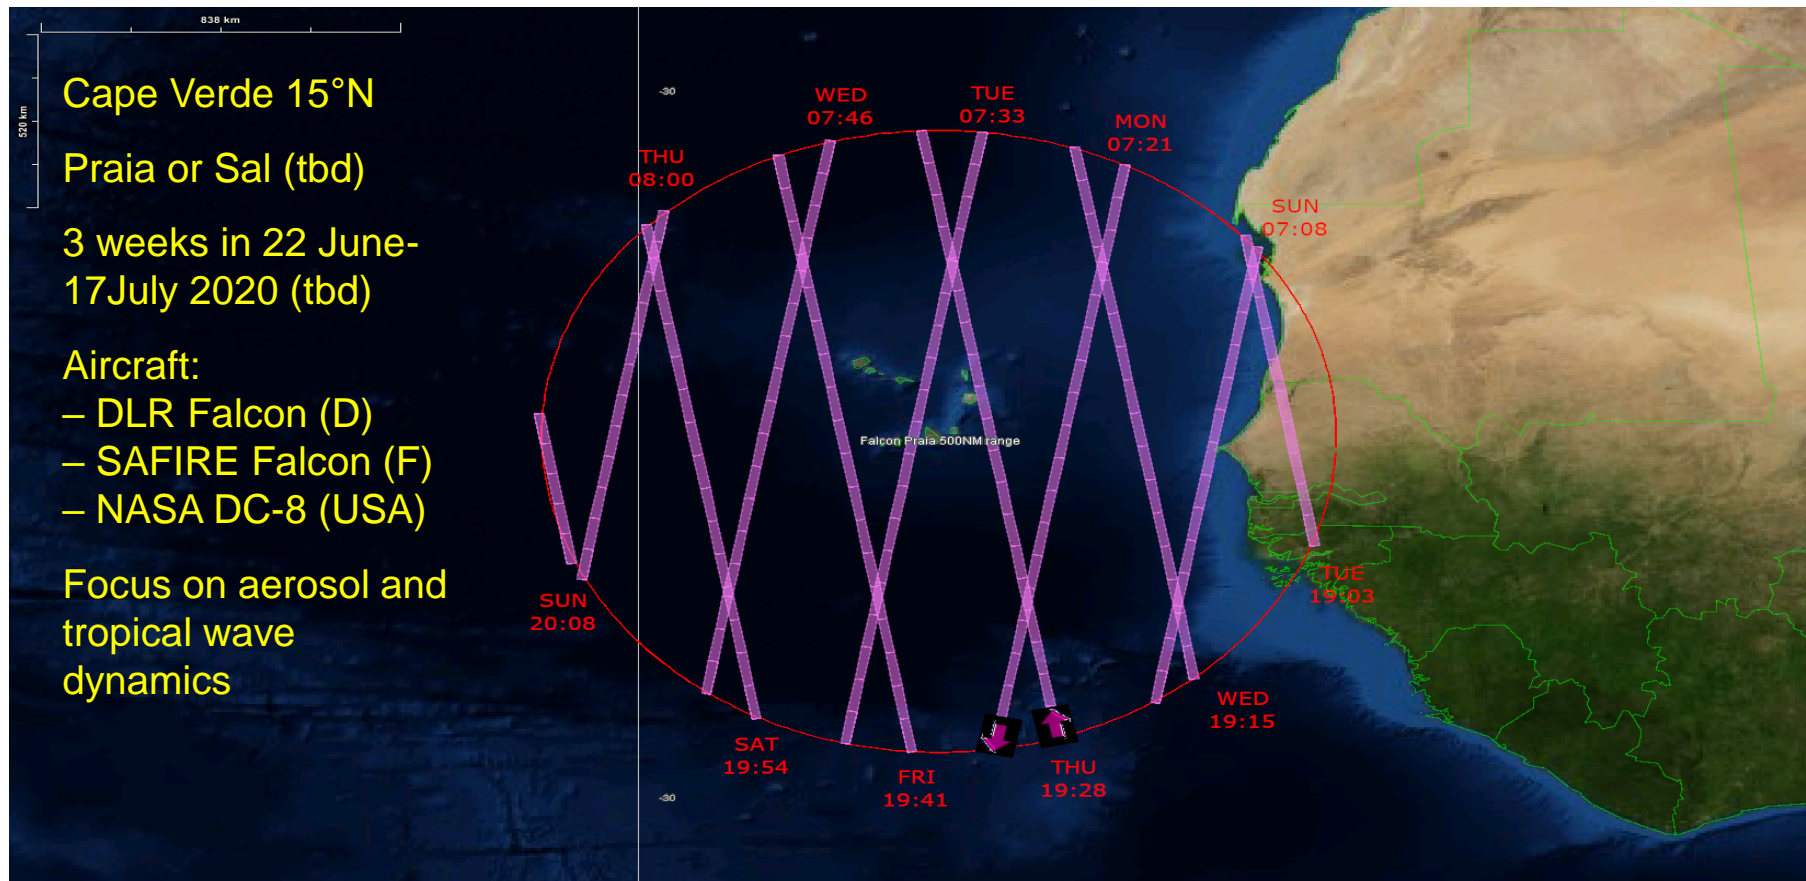 838 km
520 km
Cape Verde 15°N
Praia or Sal (tbd)
3 weeks in 22 June-
17July 2020 (tbd)
Aircraft:
– DLR Falcon (D)
– SAFIRE Falcon (F)
– NASA DC-8 (USA)
Focus on aerosol and
tropical wave
dynamics
-30
THU
08:00
WED
07:46
TUE
07:33
MON
07:21
SUN
07:08
Falcon Praia 500NM range
SUN
20:08
SAT
19:54
FRI
19:41
THU
19:28
WED
19:15
TUE
19:03
-30